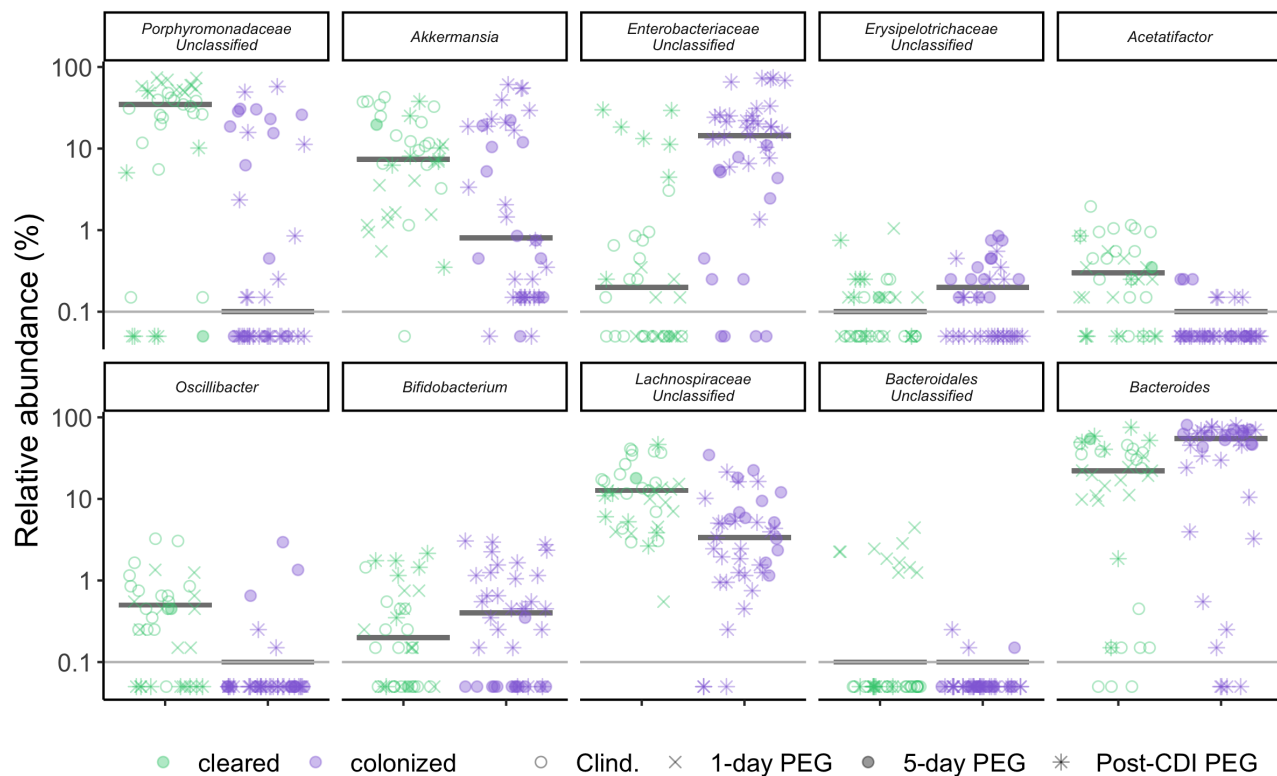 Porphyromonadaceae
Unclassified
Akkermansia
Enterobacteriaceae
Unclassified
Erysipelotrichaceae
Unclassified
Acetatifactor
Relative abundance (%)
100
10
1
0.1
Oscillibacter
Bifidobacterium
Lachnospiraceae
Unclassified
Bacteroidales
Unclassified
Bacteroides
100
10
1
0.1
cleared colonized Clind. 1-day PEG 5-day PEG Post-CDI PEG